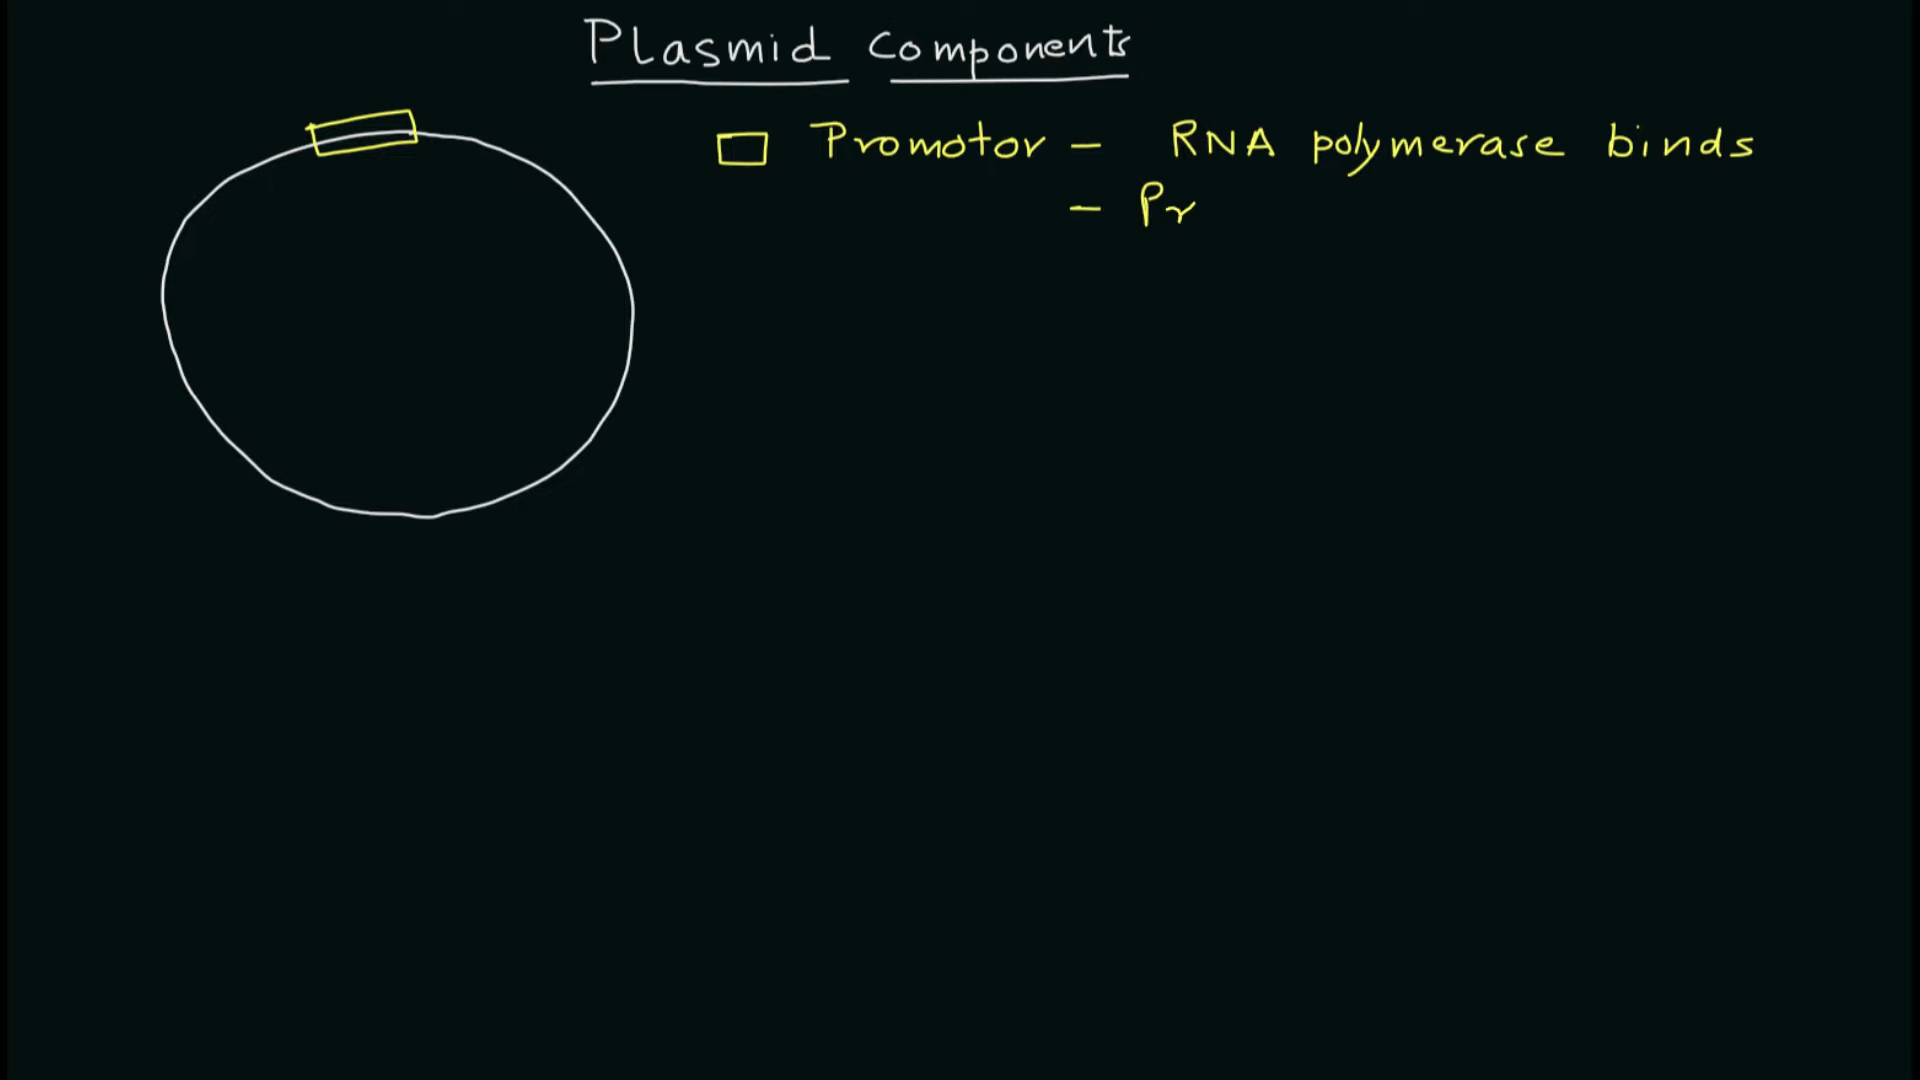 Plasmid Components
Promotor - RNA polymerase binds
- Pr